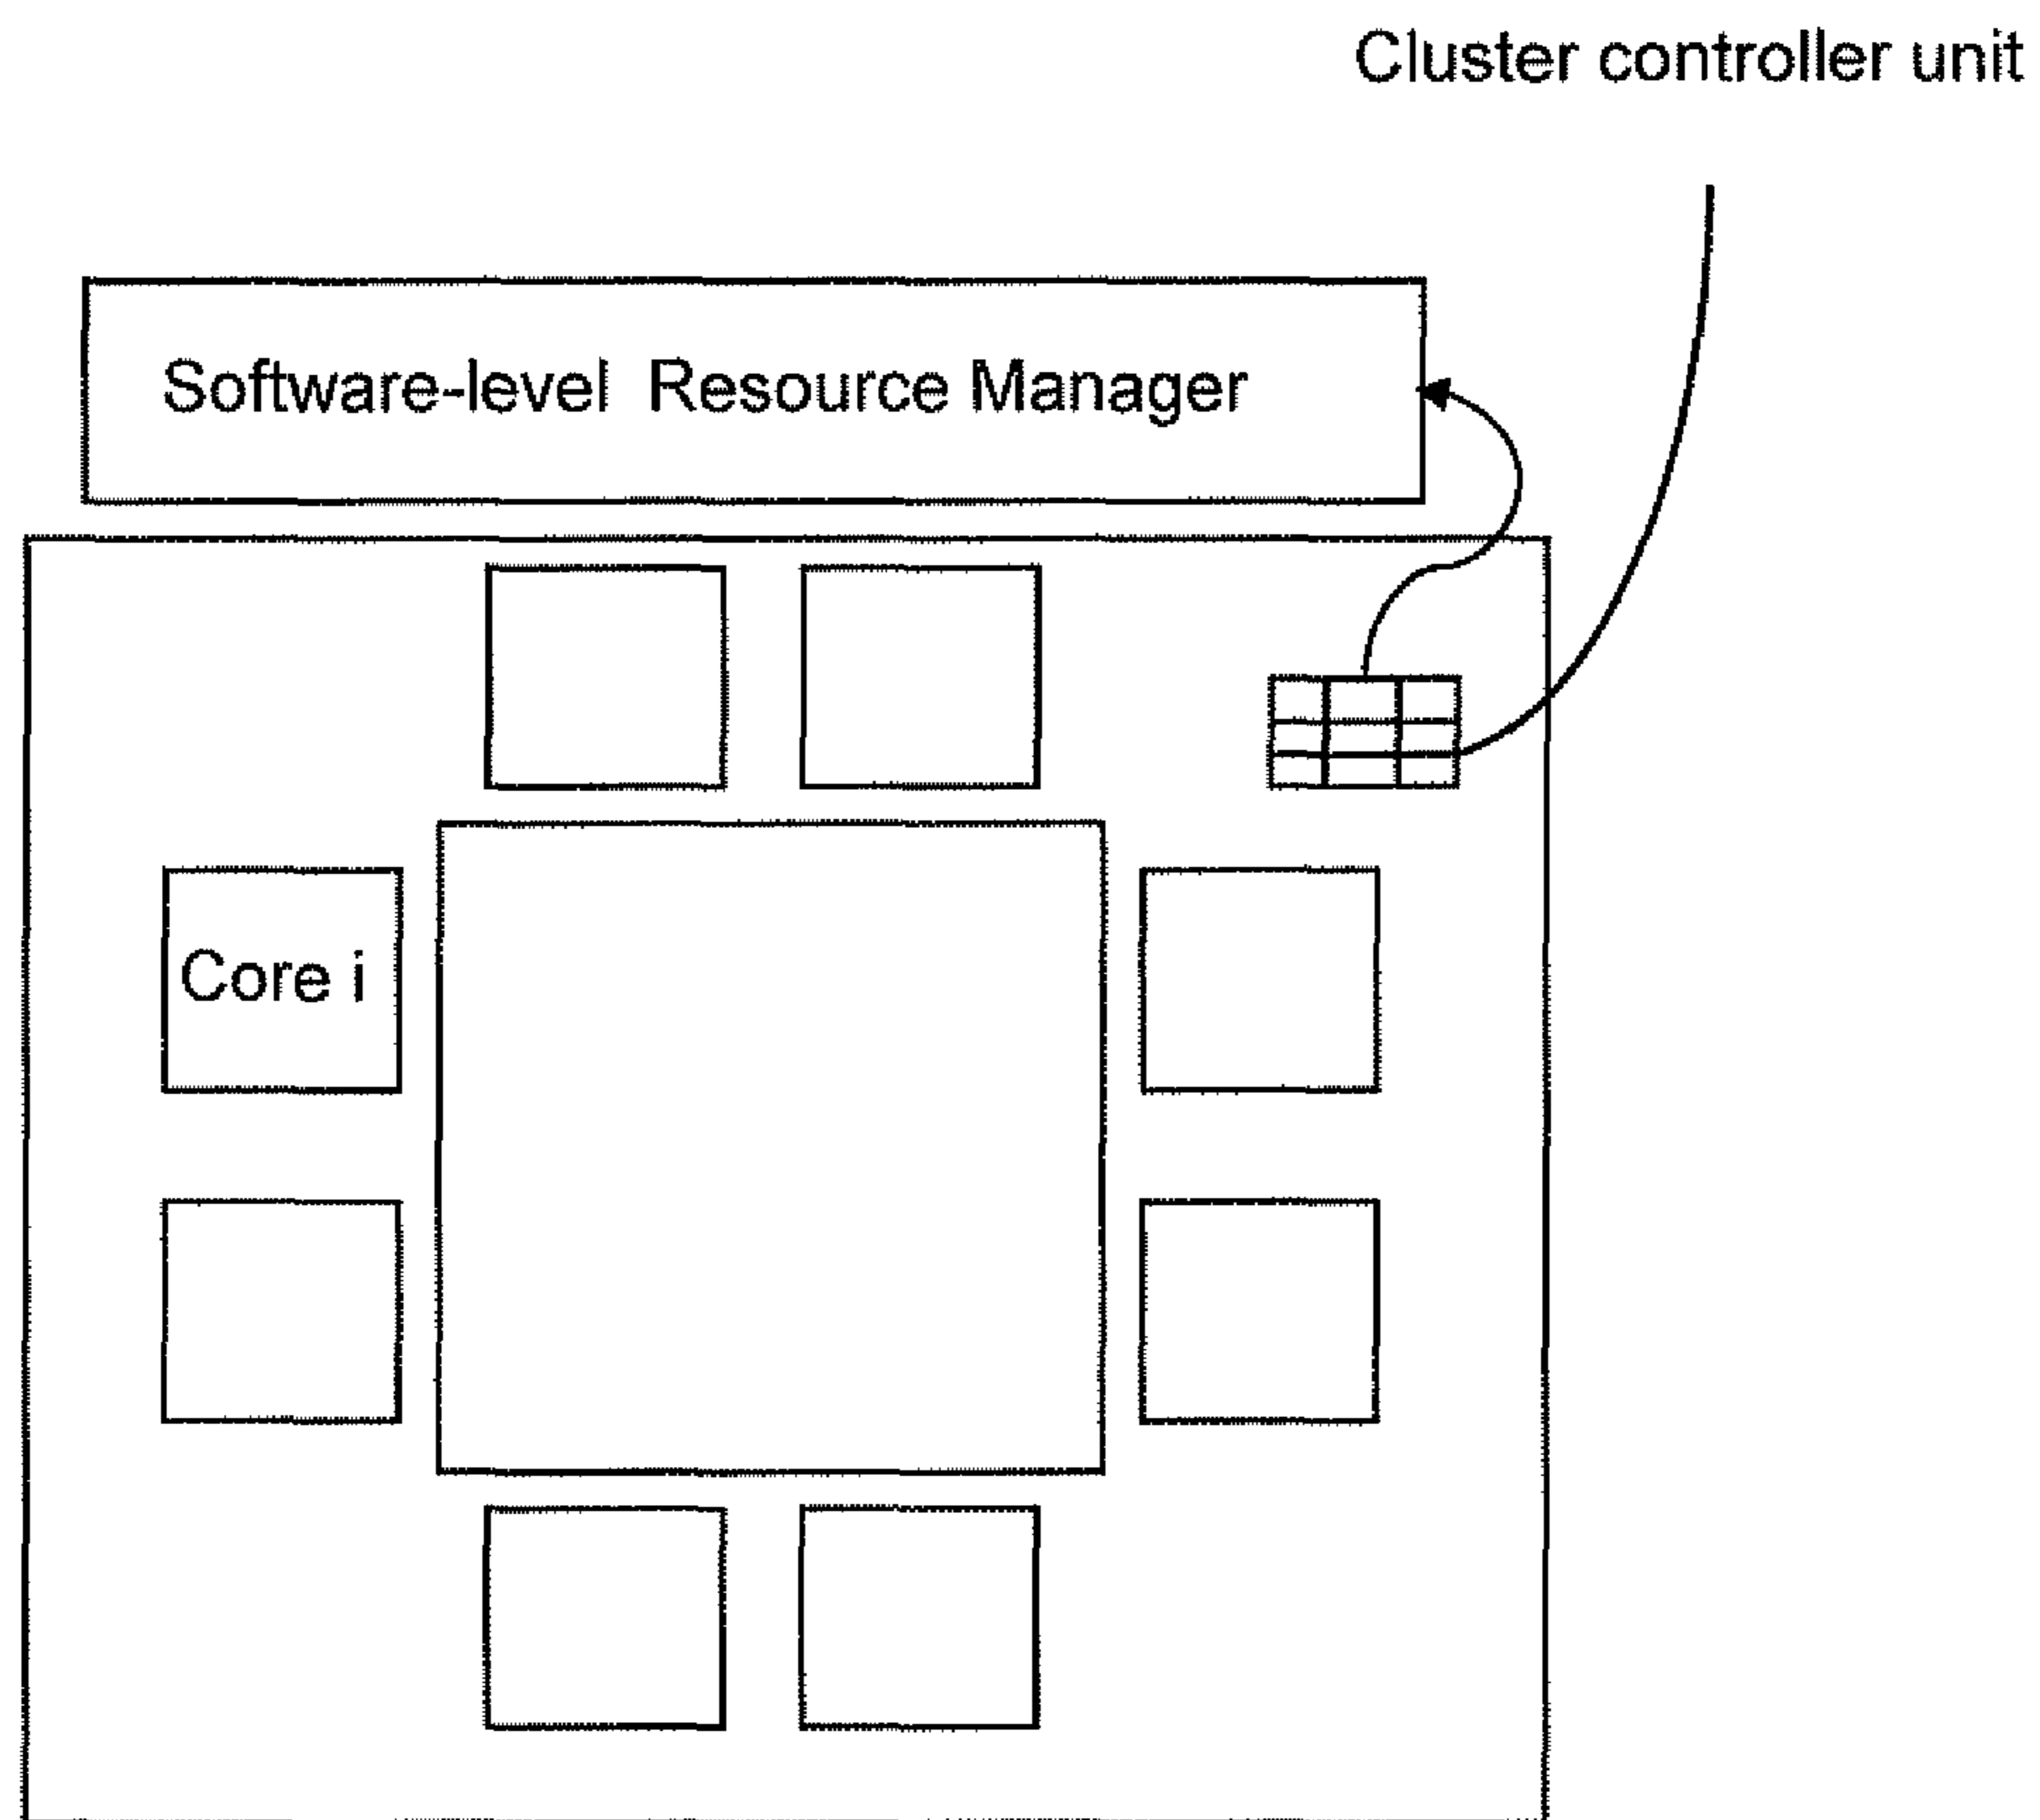 Cluster controller unit
Software-level Resource Manager
Core i